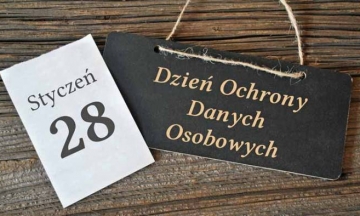 Styczeń
28
Dzień Ochrony
Danych
Osobowych